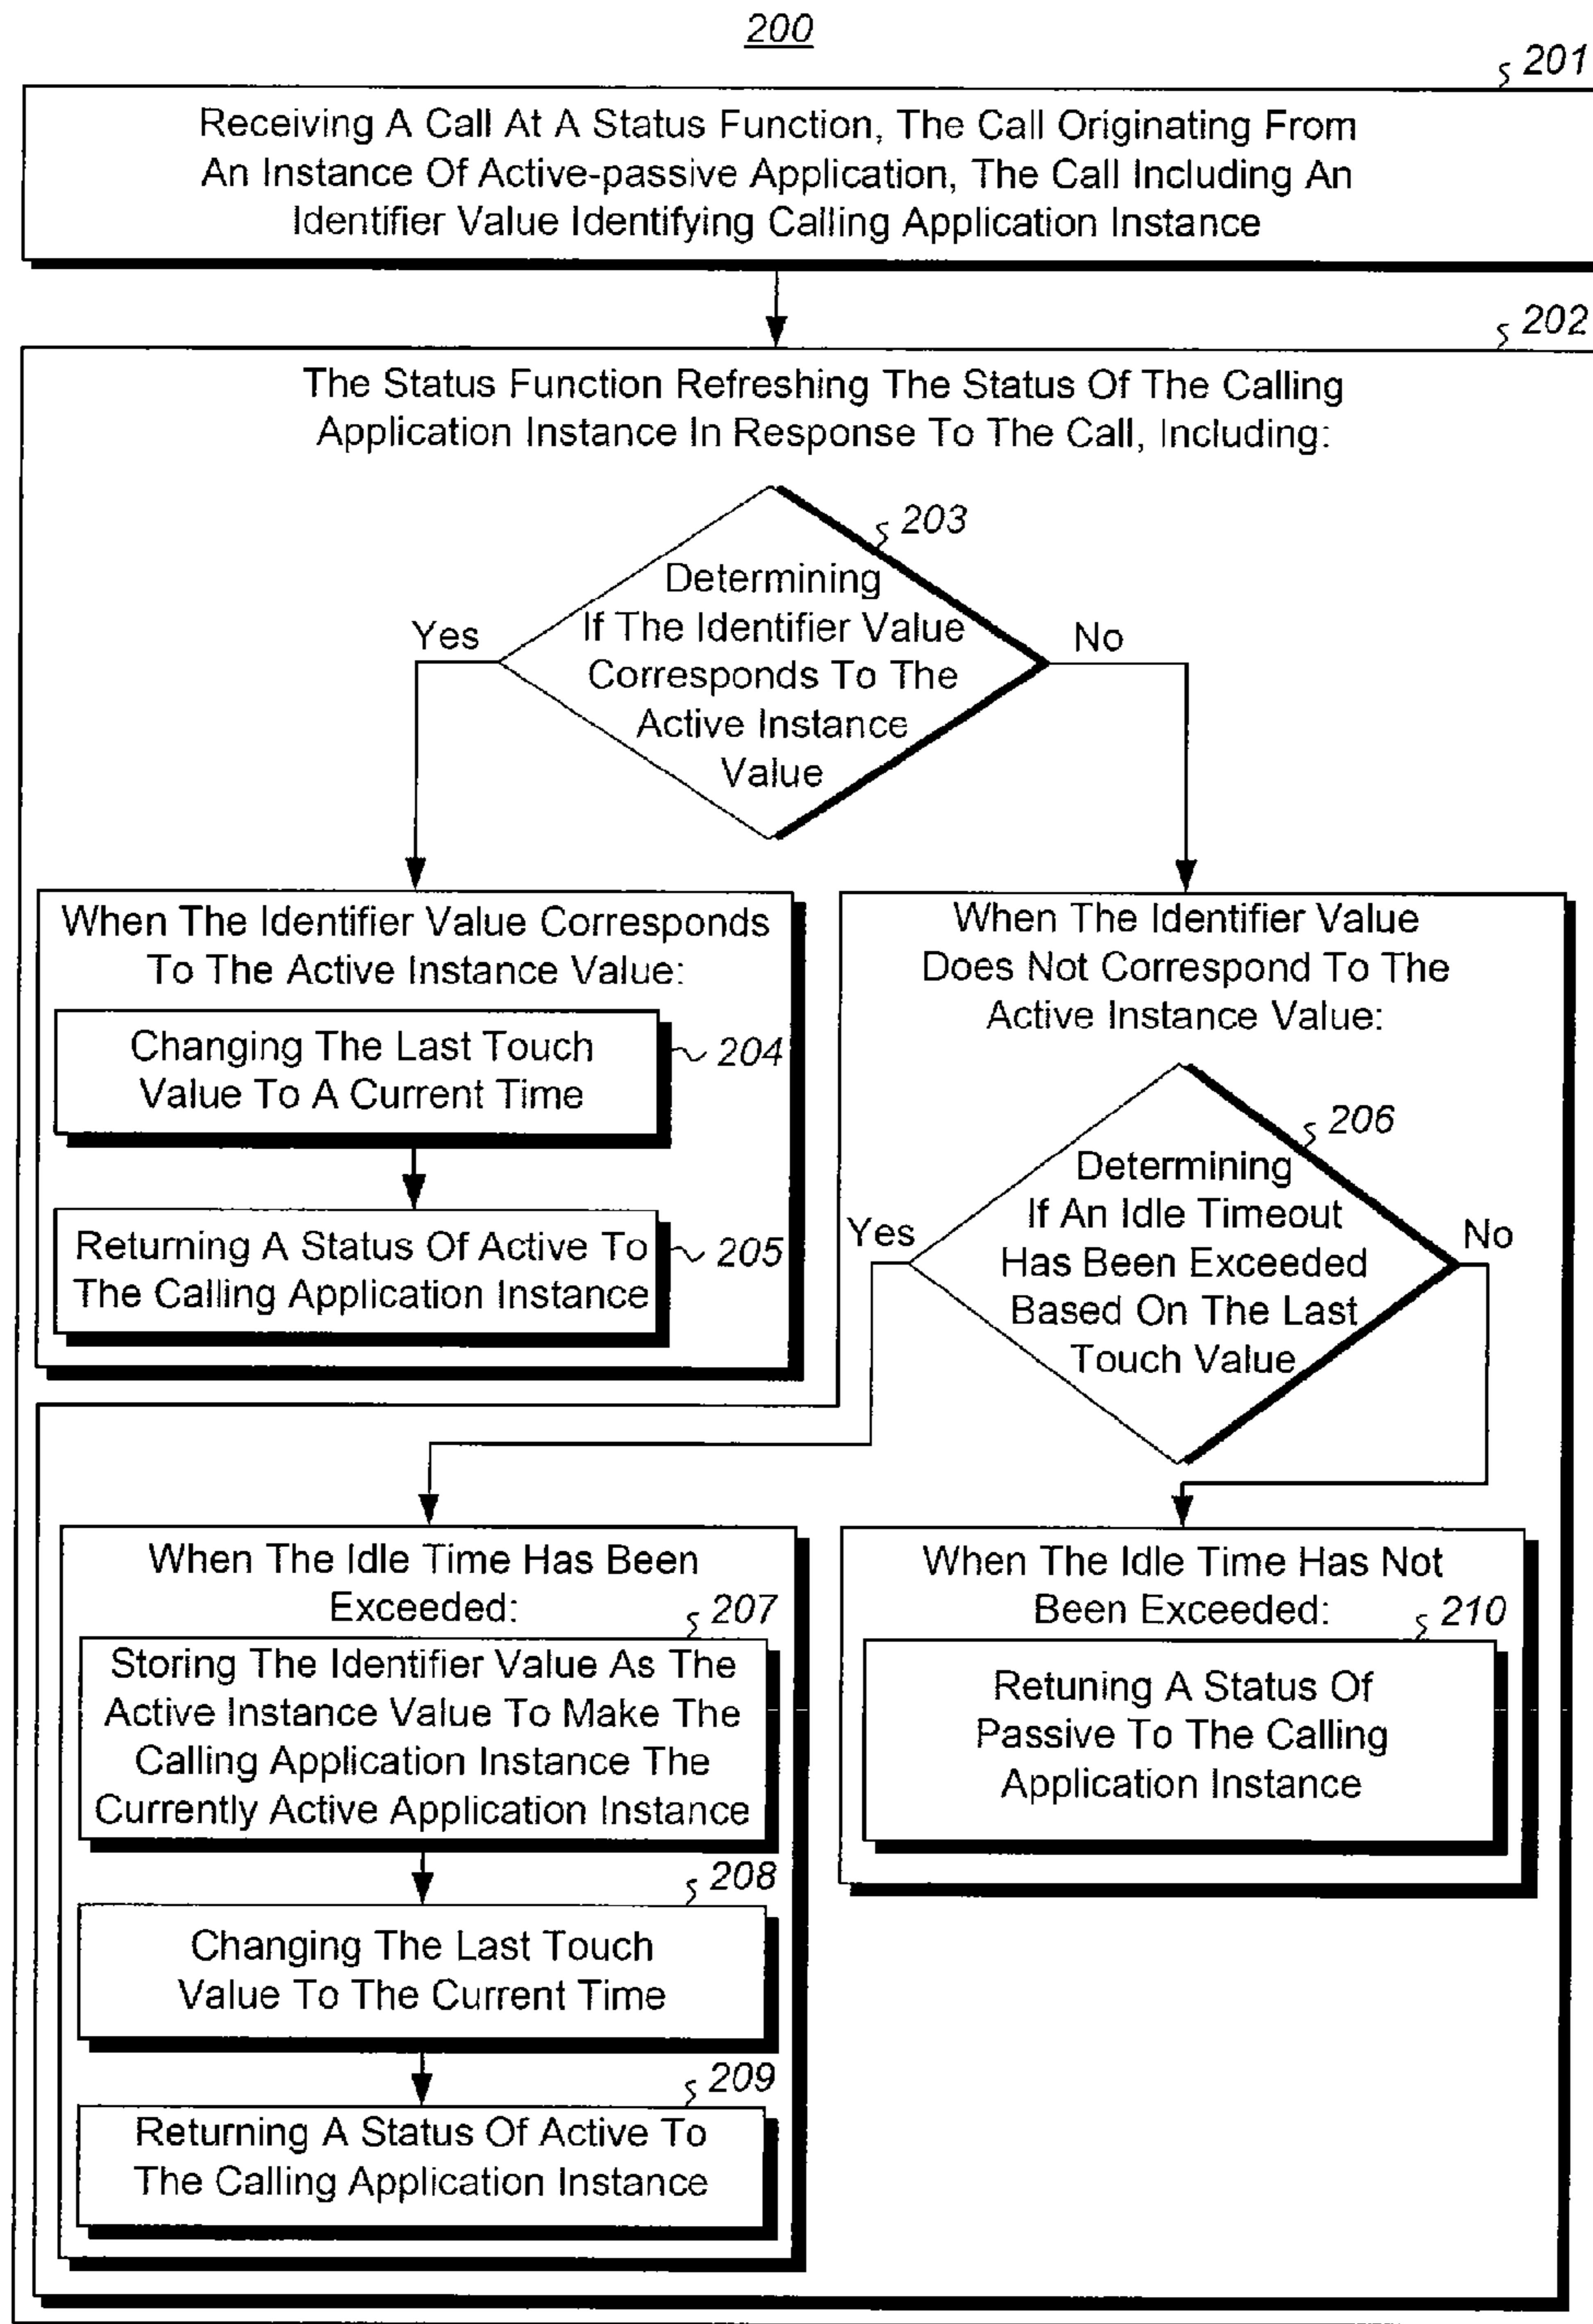 200
201
Receiving A Call At A Status Function, The Call Originating From
An Instance Of Active-passive Application, The Call Including An
Identifier Value Identifying Calling Application Instance
202
The Status Function Refreshing The Status Of The Calling
Application Instance In Response To The Call, Including:
203
Determining
If The Identifier Value
Corresponds To The
Active Instance
Value
Yes
No
When The Identifier Value Corresponds
To The Active Instance Value:
Changing The Last Touch
Value To A Current Time
204
Returning A Status Of Active To
The Calling Application Instance
205
When The Identifier Value
Does Not Correspond To The
Active Instance Value:
206
Determining
If An Idle Timeout
Has Been Exceeded
Based On The Last
Touch Value
Yes
No
When The Idle Time Has Been
Exceeded:
207
Storing The Identifier Value As The
Active Instance Value To Make The
Calling Application Instance The
Currently Active Application Instance
208
Changing The Last Touch
Value To The Current Time
209
Returning A Status Of Active To
The Calling Application Instance
When The Idle Time Has Not
Been Exceeded:
210
Retuning A Status Of
Passive To The Calling
Application Instance